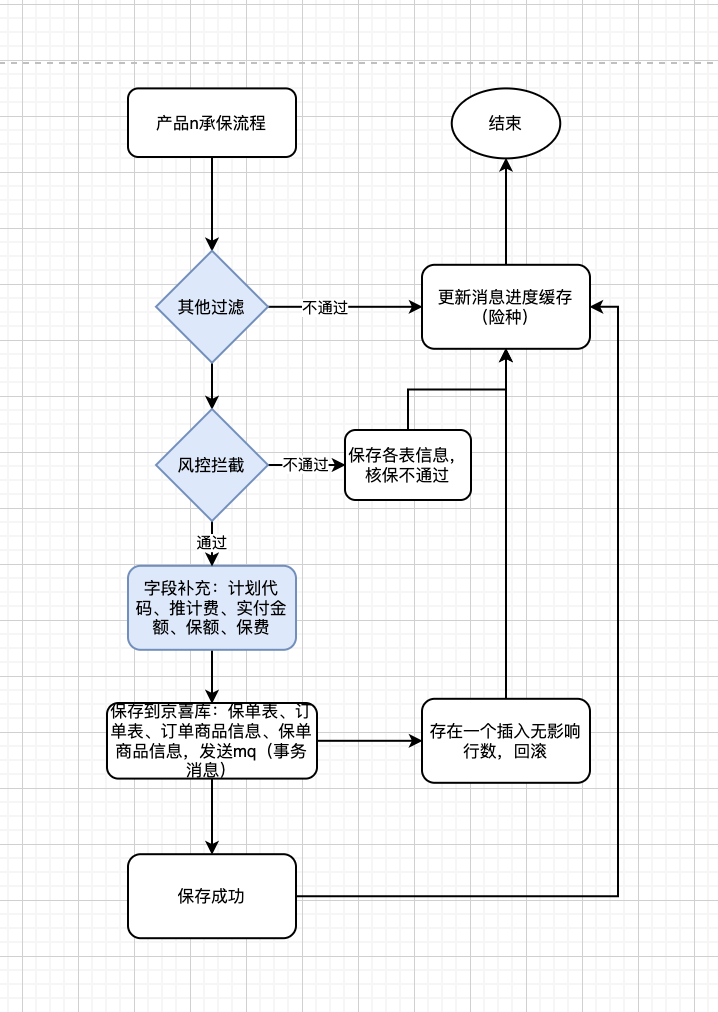 产品n承保流程
结束
其他过滤
不通过
更新消息进度缓存
（险种）
风控拦截
不通过
保存各表信息，
核保不通过
通过
字段补充：计划代
码、推计费、实付金
额、保额、保费
保存到京喜库：保单表、订
单表、订单商品信息、保单
商品信息，发送mq（事务
消息）
存在一个插入无影响
行数，回滚
保存成功